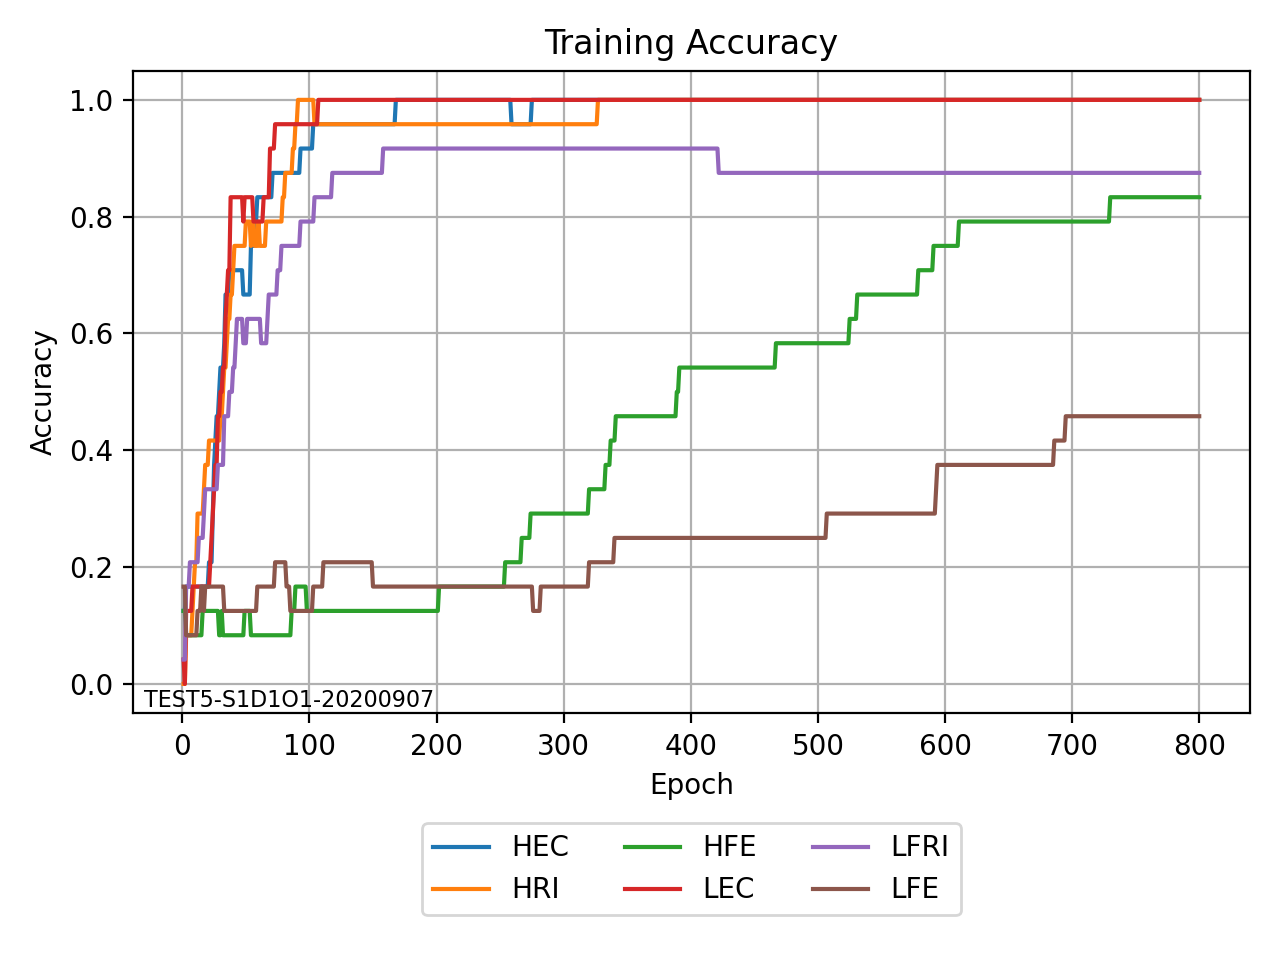 Training Accuracy
Accuracy
1.0
0.8
0.6
0.4
0.2
0.0
TEST5-S1D1O1-20200907
0 100 200 300 400 500 600 700 800
Epoch
HEC HFE LFRI
HRI LEC LFE